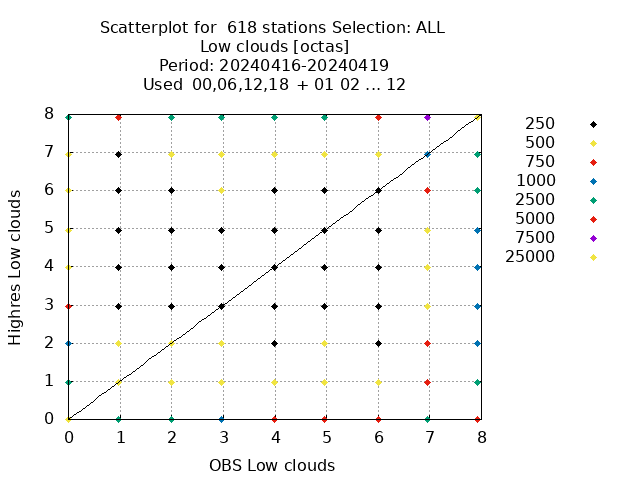 Scatterplot for  618 stations Selection: ALL
Low clouds [octas]
Period: 20240416-20240419
Used  00,06,12,18 + 01 02 ... 12
8
7
6
5
4
3
2
1
0
Highres Low clouds
0 1 2 3 4 5 6 7 8
OBS Low clouds
250
500
750
1000
2500
5000
7500
25000